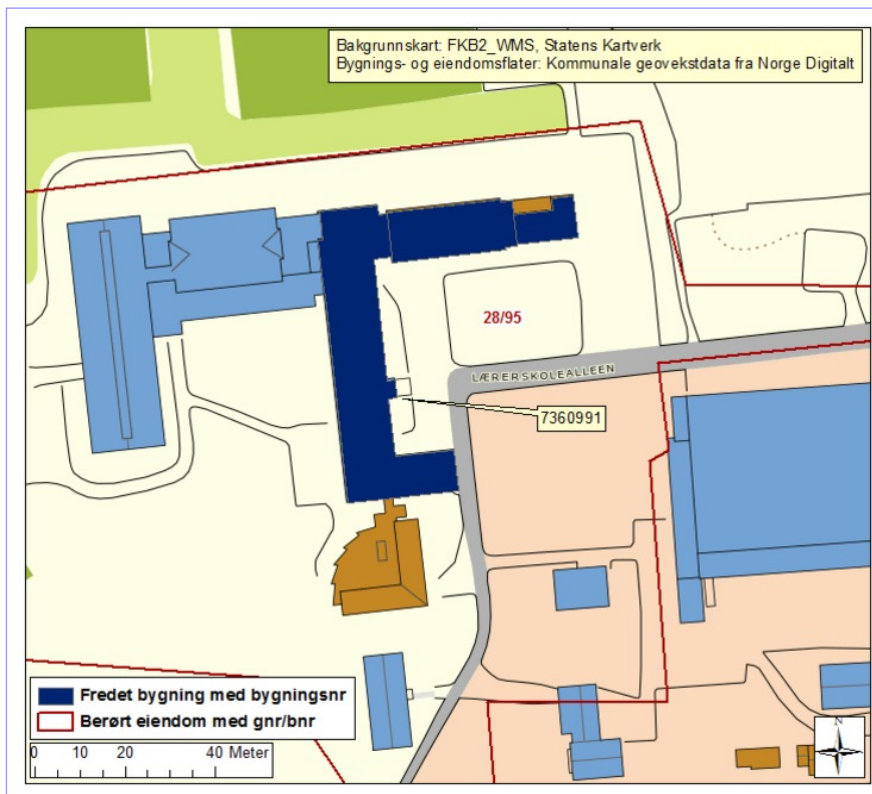 Bakgrunnskart: FKB2_WMS, Statens Kartverk
Bygnings- og eiendomsflater: Kommunale geovekstdata fra Norge Digitalt
28/95
LÆRERSKOLEALLEEN
7360991
Fredet bygning med bygningsnr
Berørt eiendom med gnr/bnr
0 10 20 40 Meter
N